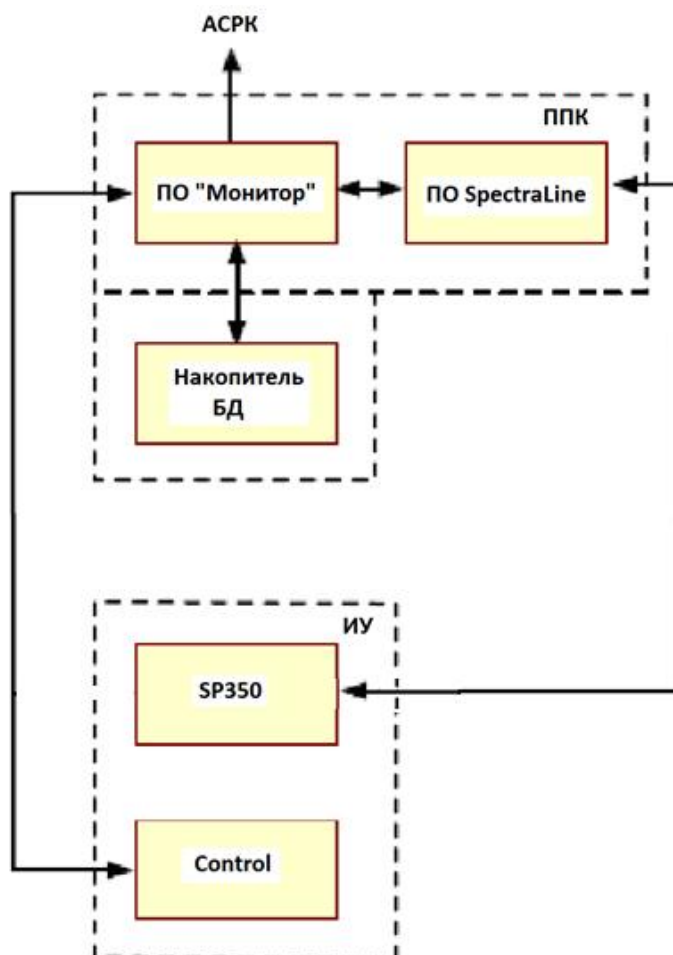 АСРК
ППК
ПО "Монитор"
ПО SpectraLine
Накопитель
БД
ИУ
SP350
Control